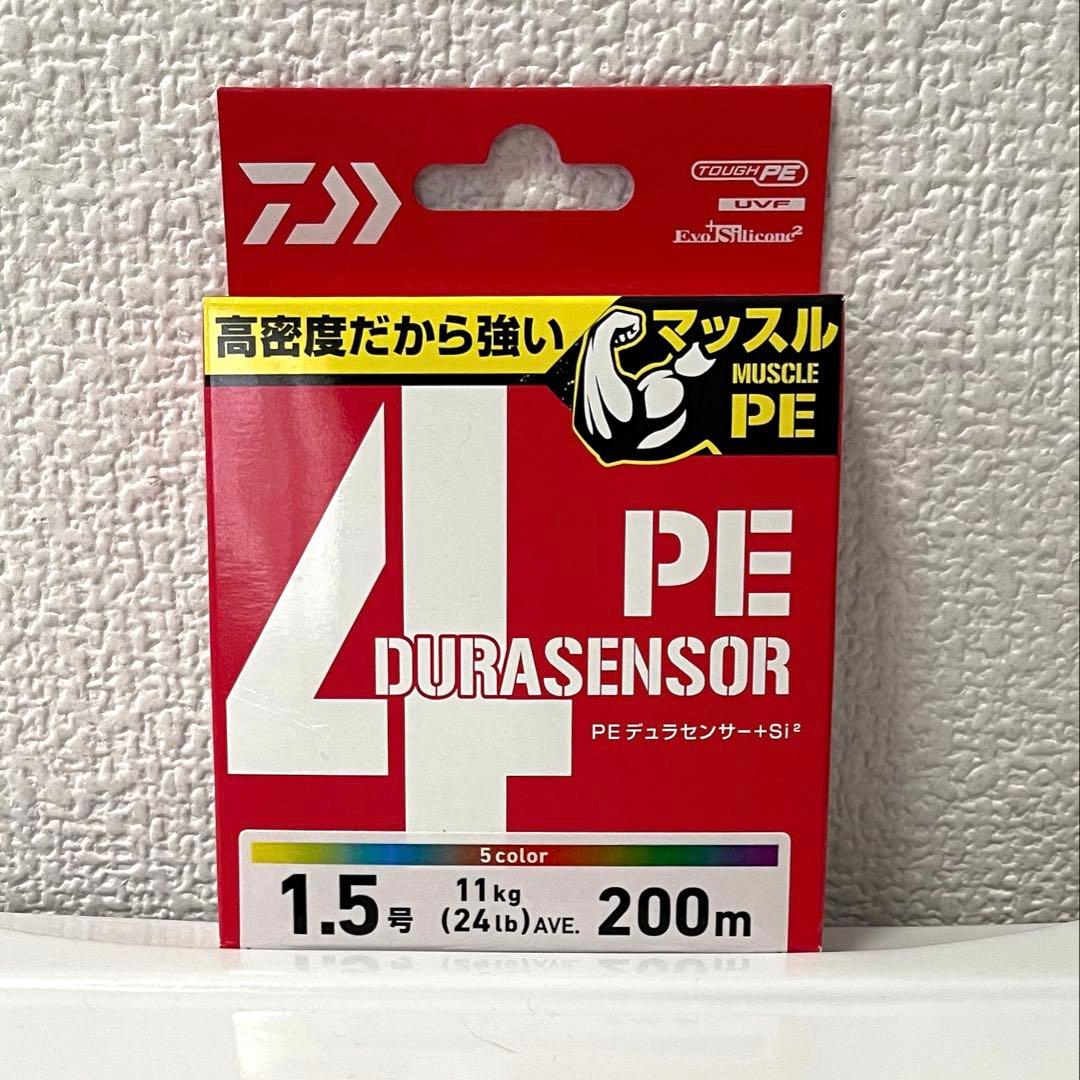 TOUGH PE
UVF
Evo+Silicone²
高密度だから強い
マッスル
MUSCLE
PE
4
PE
DURASENSOR
PEデュラセンサー+Si²
5color
1.5号 11kg (24lb)AVE. 200m